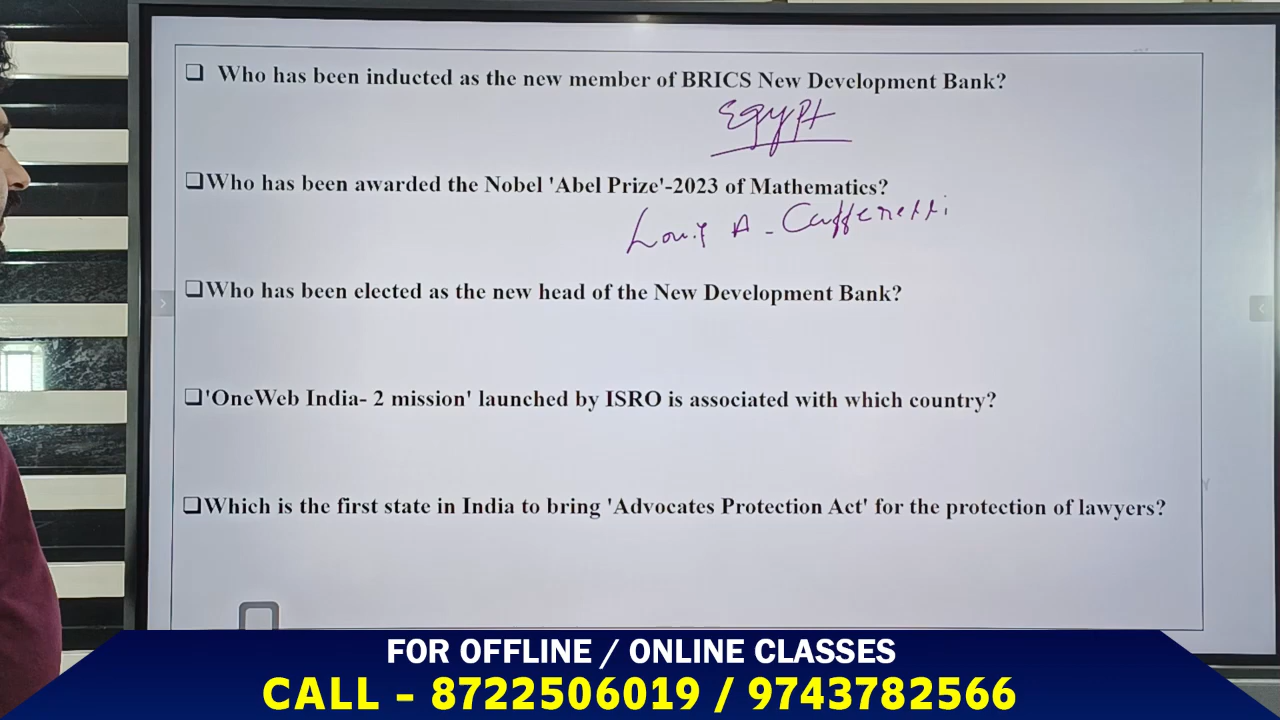 ❑ Who has been inducted as the new member of BRICS New Development Bank?
Egypt
❑Who has been awarded the Nobel 'Abel Prize'-2023 of Mathematics?
Louis A - Cafferelli
❑Who has been elected as the new head of the New Development Bank?
❑'OneWeb India- 2 mission' launched by ISRO is associated with which country?
❑Which is the first state in India to bring 'Advocates Protection Act' for the protection of lawyers?
FOR OFFLINE / ONLINE CLASSES
CALL – 8722506019 / 9743782566